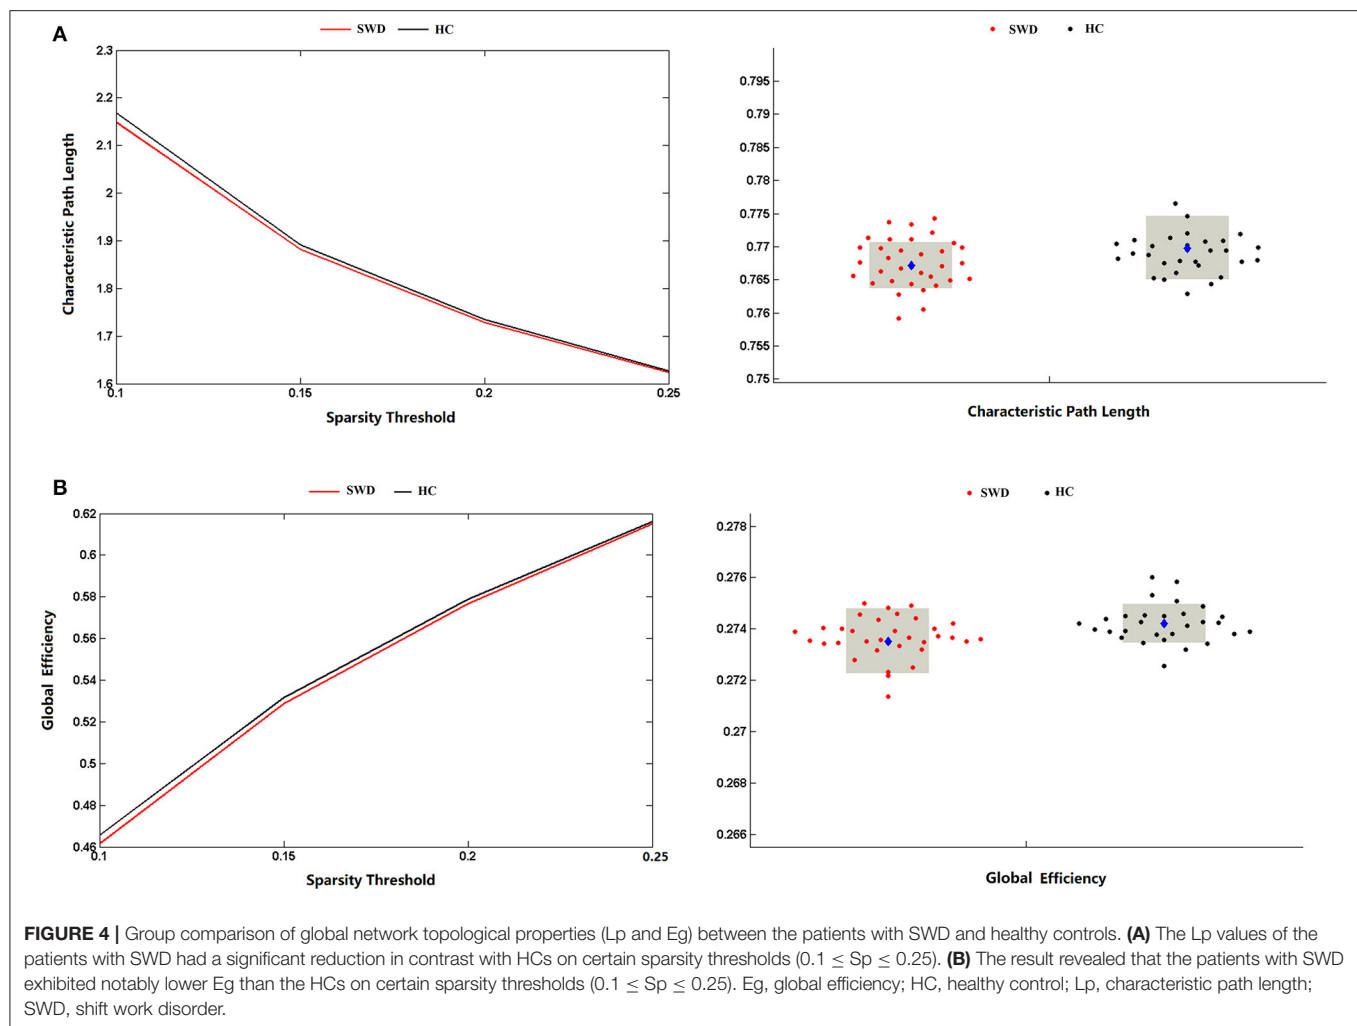 A
SWD HC
2.3
2.2
2.1
2
1.9
1.8
1.7
1.6
0.1 0.15 0.2 0.25
Characteristic Path Length
Sparsity Threshold
SWD HC
0.795
0.79
0.785
0.78
0.775
0.77
0.765
0.76
0.755
0.75
Characteristic Path Length
B
SWD HC
0.62
0.6
0.58
0.56
0.54
0.52
0.5
0.48
0.46
0.1 0.15 0.2 0.25
Global Efficiency
Sparsity Threshold
SWD HC
0.278
0.276
0.274
0.272
0.27
0.268
0.266
Global Efficiency
FIGURE 4 | Group comparison of global network topological properties (Lp and Eg) between the patients with SWD and healthy controls. (A) The Lp values of the
patients with SWD had a significant reduction in contrast with HCs on certain sparsity thresholds (0.1 ≤ Sp ≤ 0.25). (B) The result revealed that the patients with SWD
exhibited notably lower Eg than the HCs on certain sparsity thresholds (0.1 ≤ Sp ≤ 0.25). Eg, global efficiency; HC, healthy control; Lp, characteristic path length;
SWD, shift work disorder.